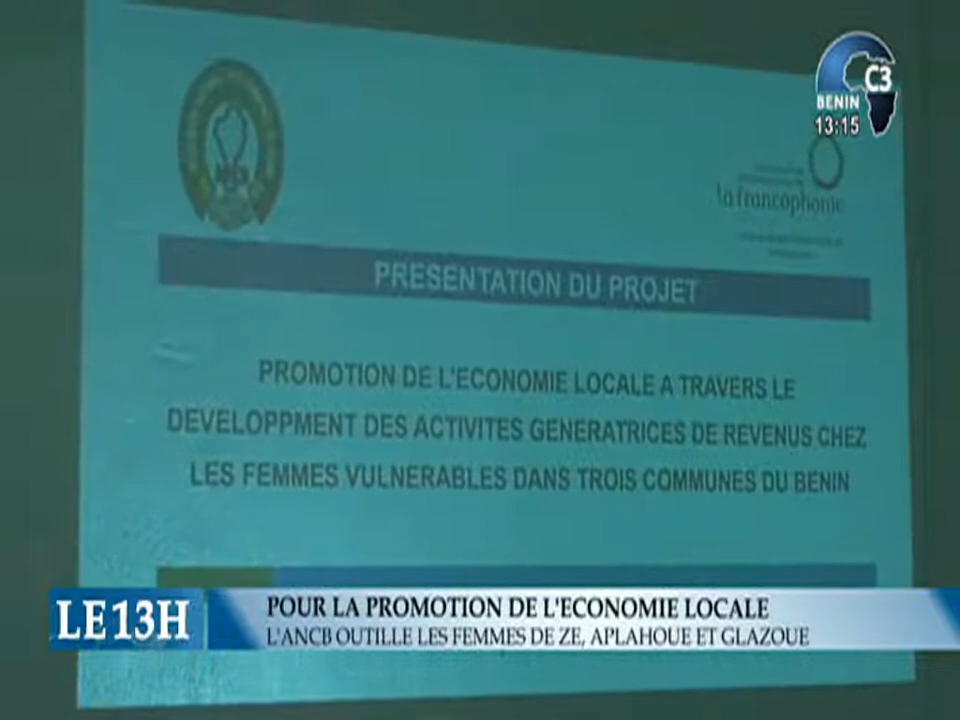 C3
BENIN
13:15
la francophonie
PRESENTATION DU PROJET
PROMOTION DE L'ECONOMIE LOCALE A TRAVERS LE
DEVELOPPMENT DES ACTIVITES GENERATRICES DE REVENUS CHEZ
LES FEMMES VULNERABLES DANS TROIS COMMUNES DU BENIN
LE 13H
POUR LA PROMOTION DE L'ECONOMIE LOCALE
L'ANCB OUTILLE LES FEMMES DE ZE, APLAHOUE ET GLAZOUE